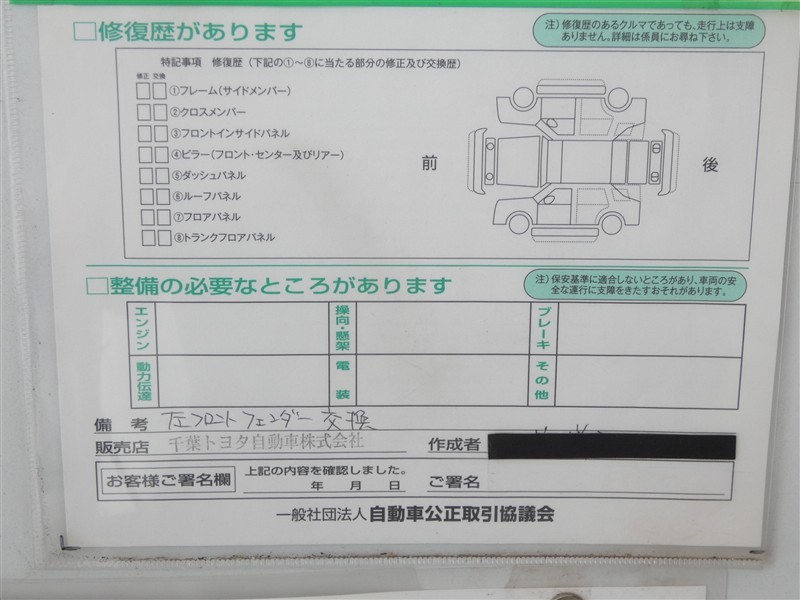 □修復歴があります
注）修復歴のあるクルマであっても、走行上は支障
ありません。詳細は係員にお尋ね下さい。
特記事項 修復歴（下記の①～⑧に当たる部分の修正及び交換歴）
修正 交換
①フレーム（サイドメンバー）
②クロスメンバー
③フロントインサイドパネル
④ピラー（フロント・センター及びリアー）
⑤ダッシュパネル
⑥ルーフパネル
⑦フロアパネル
⑧トランクフロアパネル
前
後
□整備の必要なところがあります
注）保安基準に適合しないところがあり、車両の安
全な運行に支障をきたすおそれがあります。
エンジン
操向・懸架
ブレーキ
動力伝達
電装
その他
備考 左フロントフェンダー交換
販売店 千葉トヨタ自動車株式会社 作成者
お客様ご署名欄
上記の内容を確認しました。
年 月 日 ご署名
一般社団法人 自動車公正取引協議会